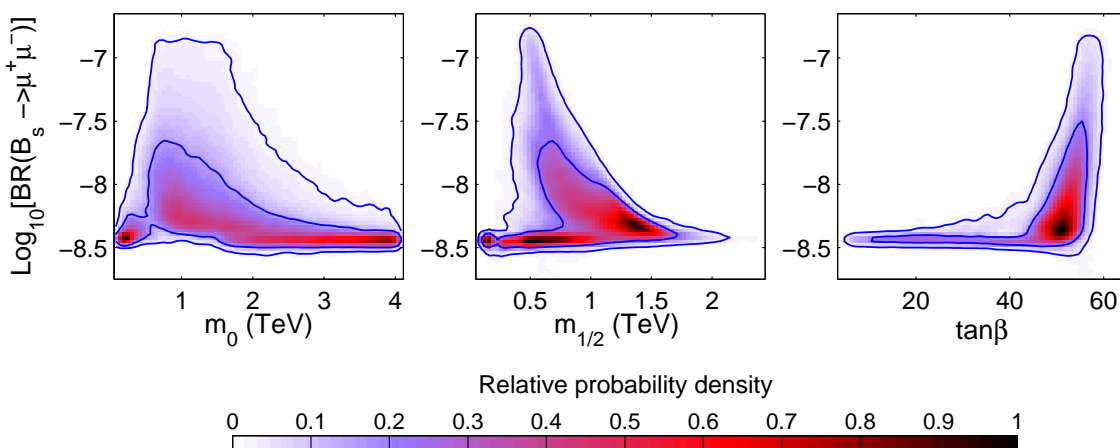 Log10[BR(Bs −>μ+μ−)]
−7 −7.5 −8 −8.5
1 2 3 4
m0 (TeV)
−7 −7.5 −8 −8.5
0.5 1 1.5 2
m1/2 (TeV)
−7 −7.5 −8 −8.5
20 40 60
tanβ
Relative probability density
0 0.1 0.2 0.3 0.4 0.5 0.6 0.7 0.8 0.9 1